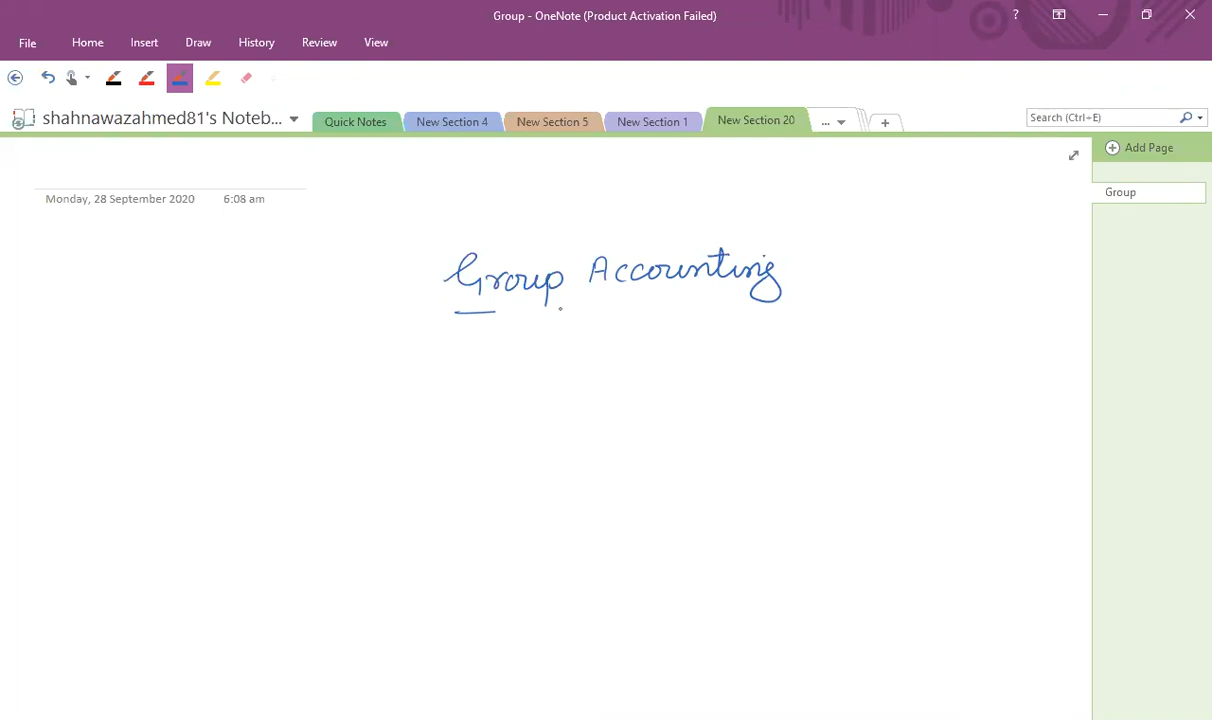 Group - OneNote (Product Activation Failed)
?
File
Home
Insert
Draw
History
Review
View
shahnawazahmed81's Noteb...
Quick Notes
New Section 4
New Section 5
New Section 1
New Section 20
...
Search (Ctrl+E)
Add Page
Group
Monday, 28 September 2020
6:08 am
Group Accounting